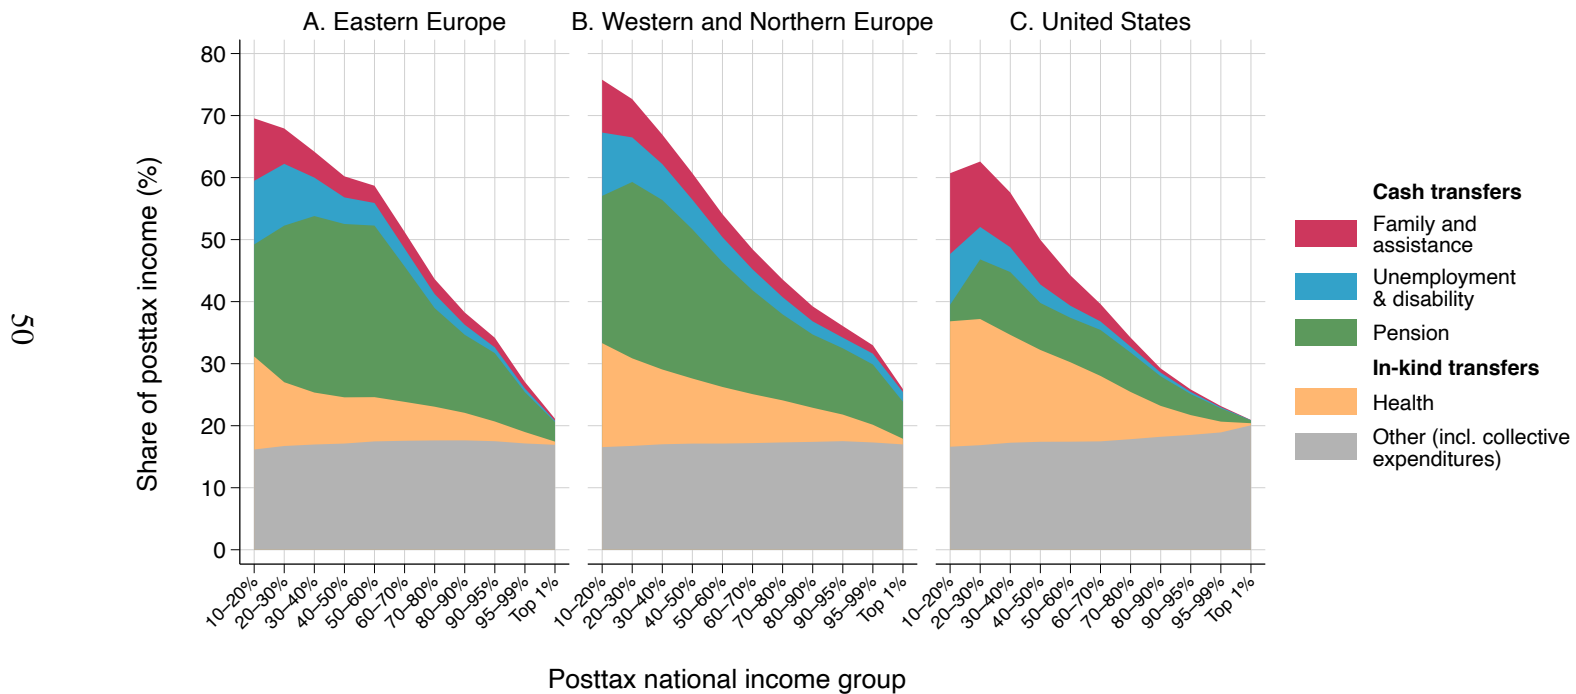 A. Eastern Europe
B. Western and Northern Europe
C. United States
Share of posttax income (%)
80
70
60
50
40
30
20
10
0
10–20%
20–30%
30–40%
40–50%
50–60%
60–70%
70–80%
80–90%
90–95%
95–99%
Top 1%
10–20%
20–30%
30–40%
40–50%
50–60%
60–70%
70–80%
80–90%
90–95%
95–99%
Top 1%
10–20%
20–30%
30–40%
40–50%
50–60%
60–70%
70–80%
80–90%
90–95%
95–99%
Top 1%
Posttax national income group
Cash transfers
Family and
assistance
Unemployment
& disability
Pension
In-kind transfers
Health
Other (incl. collective
expenditures)
50